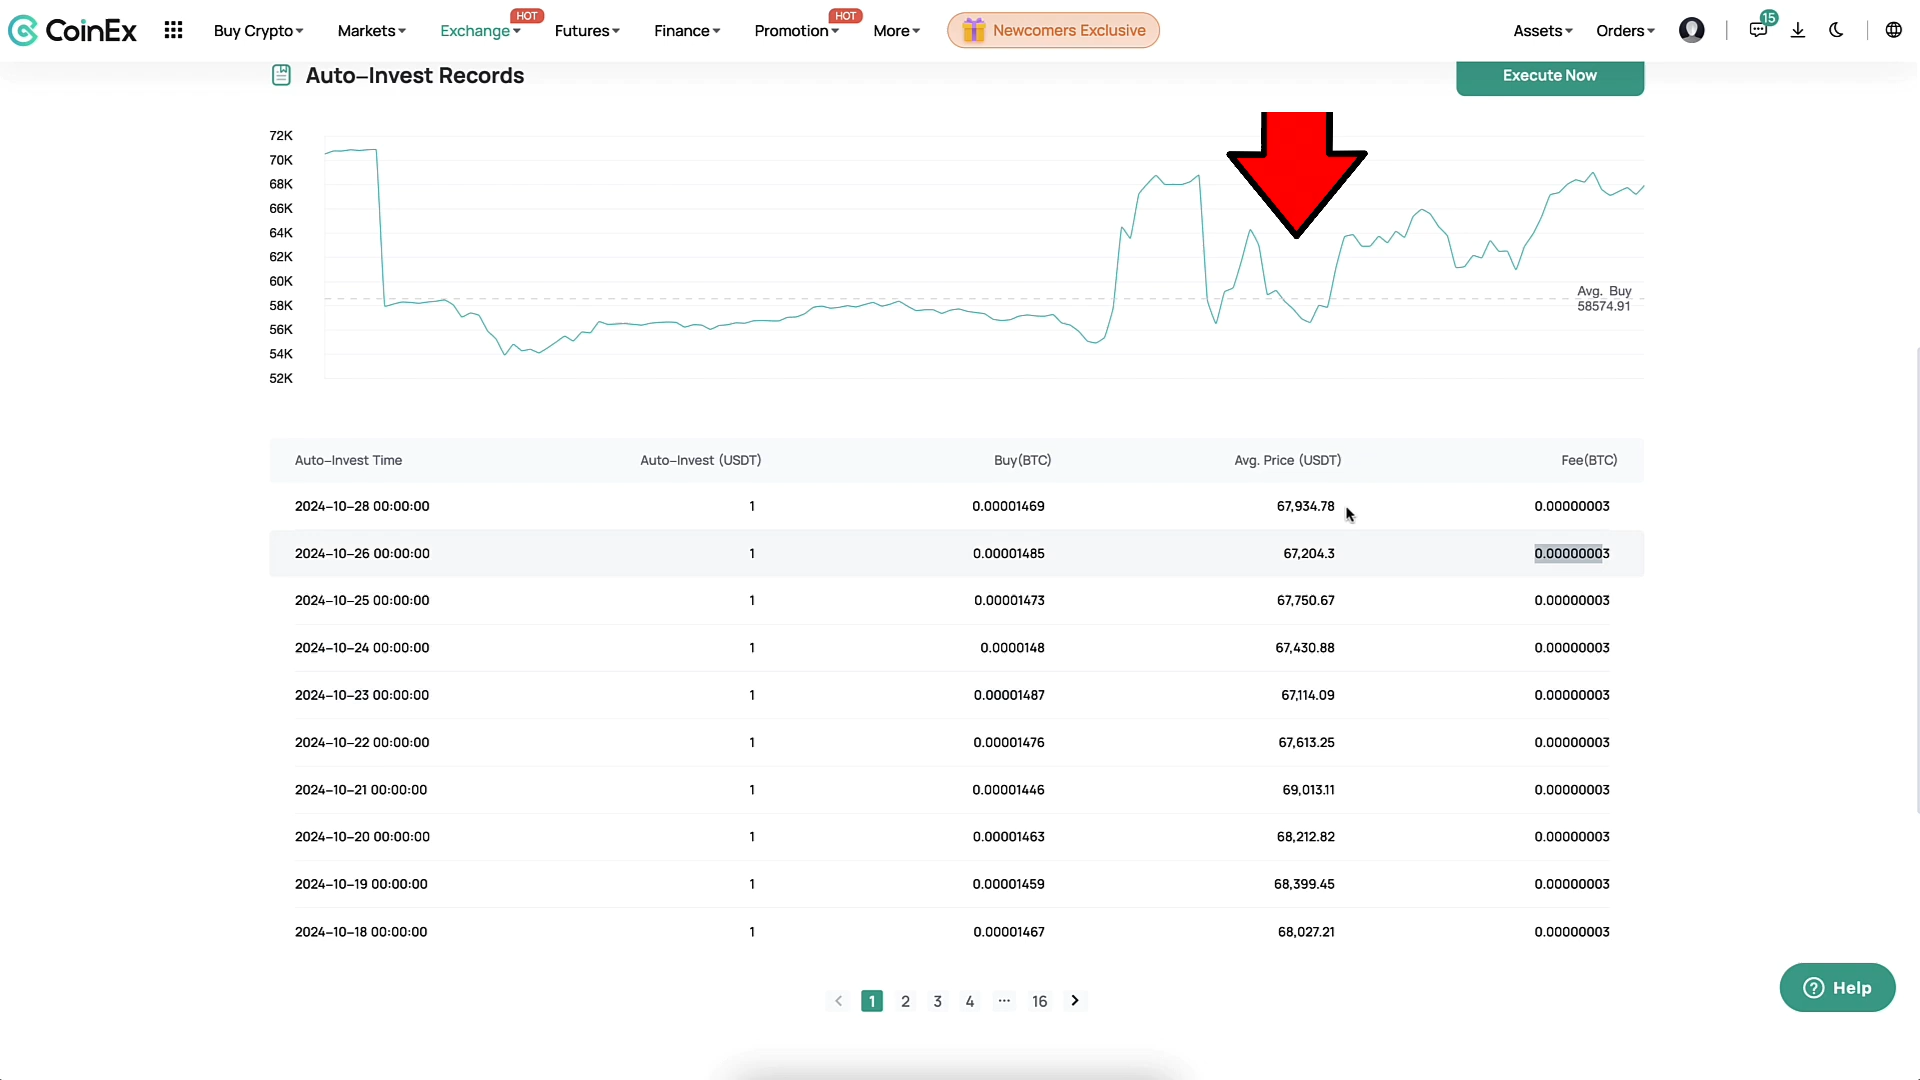 CoinEx Buy Crypto Markets Exchange HOT Futures Finance Promotion HOT More Newcomers Exclusive Assets Orders 15
Auto–Invest Records Execute Now
72K
70K
68K
66K
64K
62K
60K
58K
56K
54K
52K
Avg. Buy
58574.91
Auto–Invest Time Auto–Invest (USDT) Buy(BTC) Avg. Price (USDT) Fee(BTC)
2024–10–28 00:00:00 1 0.00001469 67,934.78 0.00000003
2024–10–26 00:00:00 1 0.00001485 67,204.3 0.00000003
2024–10–25 00:00:00 1 0.00001473 67,750.67 0.00000003
2024–10–24 00:00:00 1 0.0000148 67,430.88 0.00000003
2024–10–23 00:00:00 1 0.00001487 67,114.09 0.00000003
2024–10–22 00:00:00 1 0.00001476 67,613.25 0.00000003
2024–10–21 00:00:00 1 0.00001446 69,013.11 0.00000003
2024–10–20 00:00:00 1 0.00001463 68,212.82 0.00000003
2024–10–19 00:00:00 1 0.00001459 68,399.45 0.00000003
2024–10–18 00:00:00 1 0.00001467 68,027.21 0.00000003
< 1 2 3 4 ··· 16 >
? Help